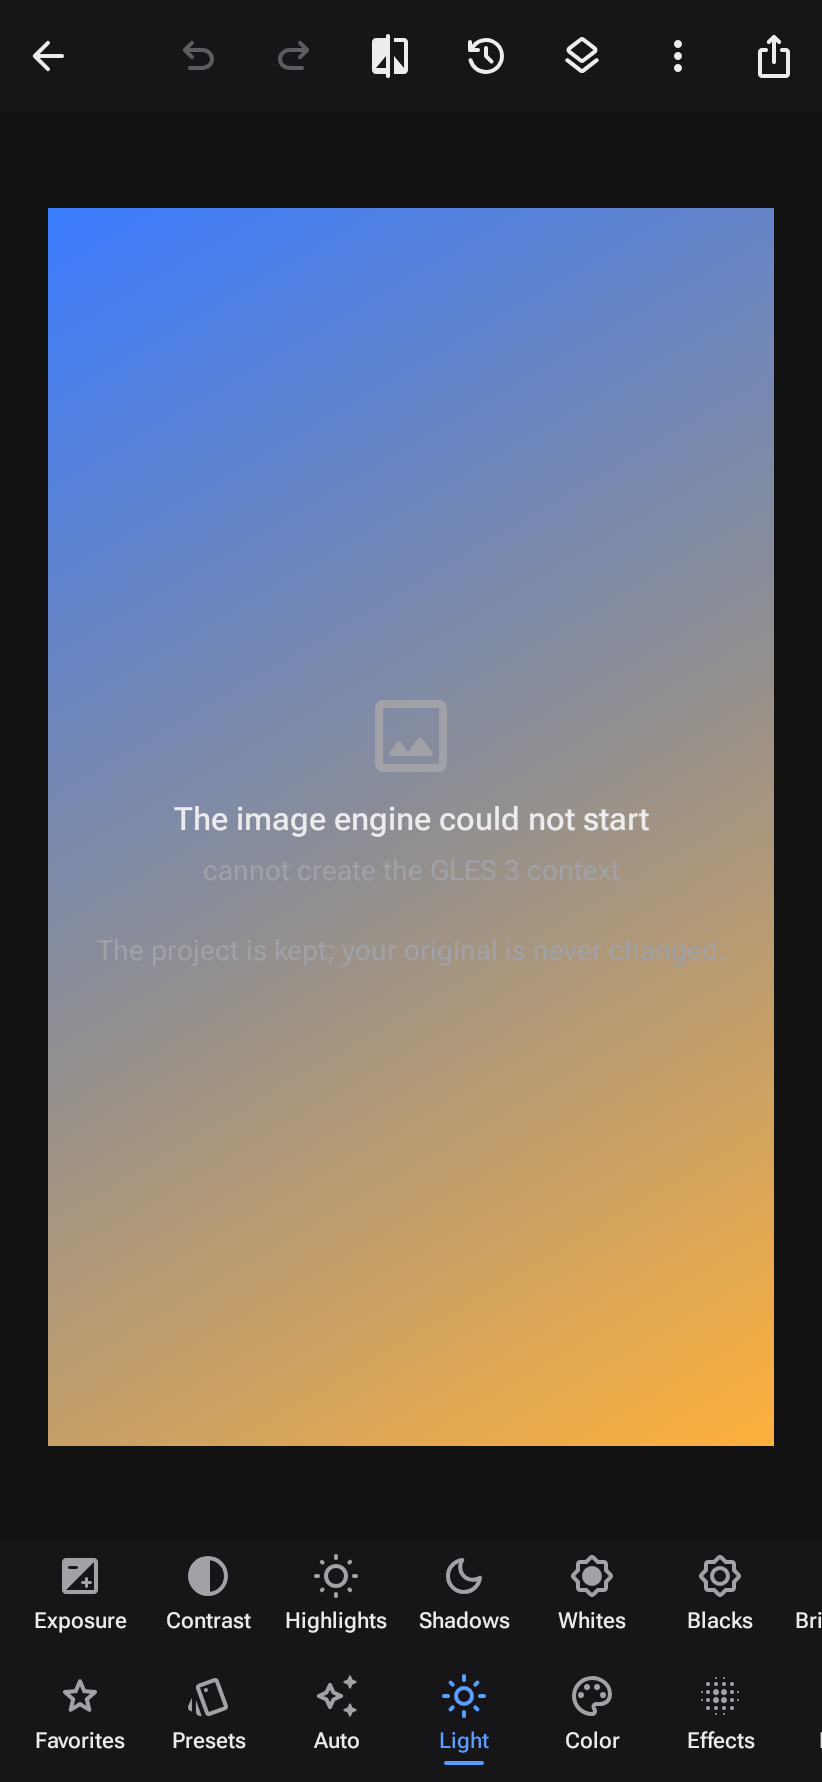 The image engine could not start
cannot create the GLES 3 context
The project is kept; your original is never changed.
Exposure Contrast Highlights Shadows Whites Blacks Bri
Favorites Presets Auto Light Color Effects